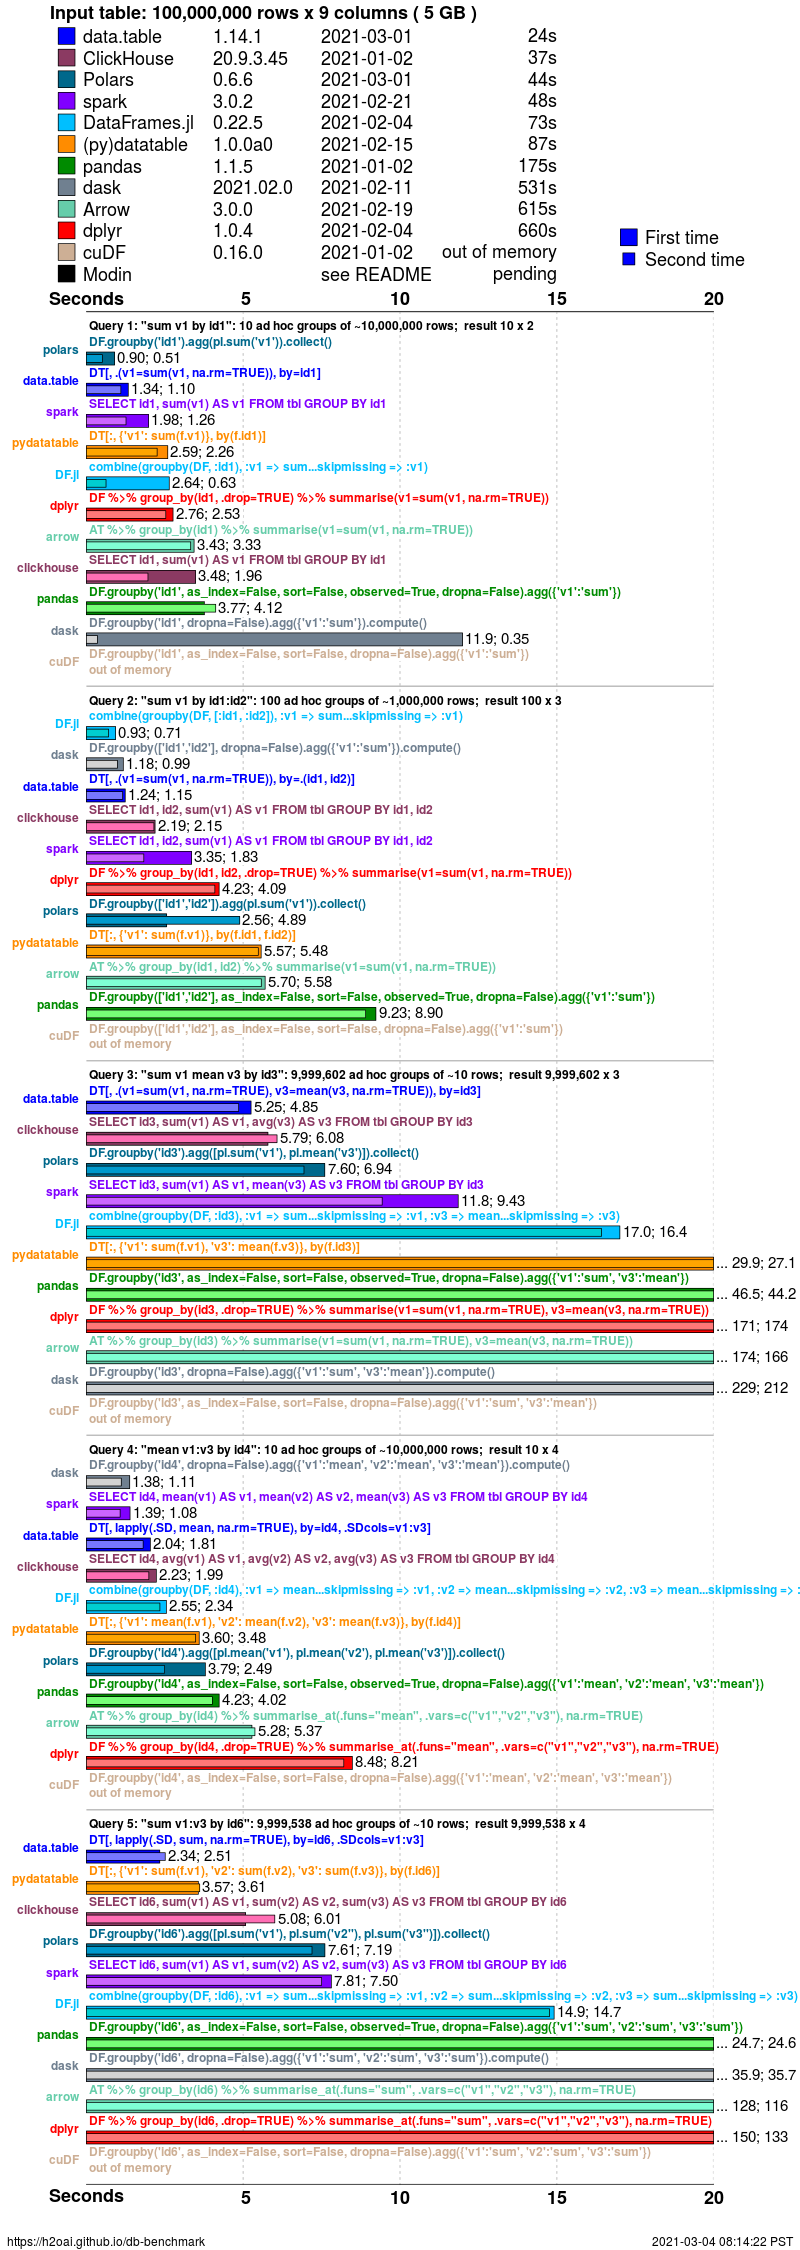 Input table: 100,000,000 rows x 9 columns ( 5 GB )
data.table 1.14.1 2021-03-01 24s
ClickHouse 20.9.3.45 2021-01-02 37s
Polars 0.6.6 2021-03-01 44s
spark 3.0.2 2021-02-21 48s
DataFrames.jl 0.22.5 2021-02-04 73s
(py)datatable 1.0.0a0 2021-02-15 87s
pandas 1.1.5 2021-01-02 175s
dask 2021.02.0 2021-02-11 531s
Arrow 3.0.0 2021-02-19 615s
dplyr 1.0.4 2021-02-04 660s
cuDF 0.16.0 2021-01-02 out of memory
Modin see README pending
First time
Second time
Seconds 5 10 15 20
Query 1: "sum v1 by id1": 10 ad hoc groups of ~10,000,000 rows; result 10 x 2
DF.groupby('id1').agg(pl.sum('v1')).collect()
polars 0.90; 0.51
DT[, .(v1=sum(v1, na.rm=TRUE)), by=id1]
data.table 1.34; 1.10
SELECT id1, sum(v1) AS v1 FROM tbl GROUP BY id1
spark 1.98; 1.26
DT[:, {'v1': sum(f.v1)}, by(f.id1)]
pydatatable 2.59; 2.26
combine(groupby(DF, :id1), :v1 => sum...skipmissing => :v1)
DF.jl 2.64; 0.63
DF %>% group_by(id1, .drop=TRUE) %>% summarise(v1=sum(v1, na.rm=TRUE))
dplyr 2.76; 2.53
AT %>% group_by(id1) %>% summarise(v1=sum(v1, na.rm=TRUE))
arrow 3.43; 3.33
SELECT id1, sum(v1) AS v1 FROM tbl GROUP BY id1
clickhouse 3.48; 1.96
DF.groupby('id1', as_index=False, sort=False, observed=True, dropna=False).agg({'v1':'sum'})
pandas 3.77; 4.12
DF.groupby('id1', dropna=False).agg({'v1':'sum'}).compute()
dask 11.9; 0.35
DF.groupby('id1', as_index=False, sort=False, dropna=False).agg({'v1':'sum'})
cuDF out of memory
Query 2: "sum v1 by id1:id2": 100 ad hoc groups of ~1,000,000 rows; result 100 x 3
combine(groupby(DF, [:id1, :id2]), :v1 => sum...skipmissing => :v1)
DF.jl 0.93; 0.71
DF.groupby(['id1','id2'], dropna=False).agg({'v1':'sum'}).compute()
dask 1.18; 0.99
DT[, .(v1=sum(v1, na.rm=TRUE)), by=.(id1, id2)]
data.table 1.24; 1.15
SELECT id1, id2, sum(v1) AS v1 FROM tbl GROUP BY id1, id2
clickhouse 2.19; 2.15
SELECT id1, id2, sum(v1) AS v1 FROM tbl GROUP BY id1, id2
spark 3.35; 1.83
DF %>% group_by(id1, id2, .drop=TRUE) %>% summarise(v1=sum(v1, na.rm=TRUE))
dplyr 4.23; 4.09
DF.groupby(['id1','id2']).agg(pl.sum('v1')).collect()
polars 2.56; 4.89
DT[:, {'v1': sum(f.v1)}, by(f.id1, f.id2)]
pydatatable 5.57; 5.48
AT %>% group_by(id1, id2) %>% summarise(v1=sum(v1, na.rm=TRUE))
arrow 5.70; 5.58
DF.groupby(['id1','id2'], as_index=False, sort=False, observed=True, dropna=False).agg({'v1':'sum'})
pandas 9.23; 8.90
DF.groupby(['id1','id2'], as_index=False, sort=False, dropna=False).agg({'v1':'sum'})
cuDF out of memory
Query 3: "sum v1 mean v3 by id3": 9,999,602 ad hoc groups of ~10 rows; result 9,999,602 x 3
DT[, .(v1=sum(v1, na.rm=TRUE), v3=mean(v3, na.rm=TRUE)), by=id3]
data.table 5.25; 4.85
SELECT id3, sum(v1) AS v1, avg(v3) AS v3 FROM tbl GROUP BY id3
clickhouse 5.79; 6.08
DF.groupby('id3').agg([pl.sum('v1'), pl.mean('v3')]).collect()
polars 7.60; 6.94
SELECT id3, sum(v1) AS v1, mean(v3) AS v3 FROM tbl GROUP BY id3
spark 11.8; 9.43
combine(groupby(DF, :id3), :v1 => sum...skipmissing => :v1, :v3 => mean...skipmissing => :v3)
DF.jl 17.0; 16.4
DT[:, {'v1': sum(f.v1), 'v3': mean(f.v3)}, by(f.id3)]
pydatatable ... 29.9; 27.1
DF.groupby('id3', as_index=False, sort=False, observed=True, dropna=False).agg({'v1':'sum', 'v3':'mean'})
pandas ... 46.5; 44.2
DF %>% group_by(id3, .drop=TRUE) %>% summarise(v1=sum(v1, na.rm=TRUE), v3=mean(v3, na.rm=TRUE))
dplyr ... 171; 174
AT %>% group_by(id3) %>% summarise(v1=sum(v1, na.rm=TRUE), v3=mean(v3, na.rm=TRUE))
arrow ... 174; 166
DF.groupby('id3', dropna=False).agg({'v1':'sum', 'v3':'mean'}).compute()
dask ... 229; 212
DF.groupby('id3', as_index=False, sort=False, dropna=False).agg({'v1':'sum', 'v3':'mean'})
cuDF out of memory
Query 4: "mean v1:v3 by id4": 10 ad hoc groups of ~10,000,000 rows; result 10 x 4
DF.groupby('id4', dropna=False).agg({'v1':'mean', 'v2':'mean', 'v3':'mean'}).compute()
dask 1.38; 1.11
SELECT id4, mean(v1) AS v1, mean(v2) AS v2, mean(v3) AS v3 FROM tbl GROUP BY id4
spark 1.39; 1.08
DT[, lapply(.SD, mean, na.rm=TRUE), by=id4, .SDcols=v1:v3]
data.table 2.04; 1.81
SELECT id4, avg(v1) AS v1, avg(v2) AS v2, avg(v3) AS v3 FROM tbl GROUP BY id4
clickhouse 2.23; 1.99
combine(groupby(DF, :id4), :v1 => mean...skipmissing => :v1, :v2 => mean...skipmissing => :v2, :v3 => mean...skipmissing => :
DF.jl 2.55; 2.34
DT[:, {'v1': mean(f.v1), 'v2': mean(f.v2), 'v3': mean(f.v3)}, by(f.id4)]
pydatatable 3.60; 3.48
DF.groupby('id4').agg([pl.mean('v1'), pl.mean('v2'), pl.mean('v3')]).collect()
polars 3.79; 2.49
DF.groupby('id4', as_index=False, sort=False, observed=True, dropna=False).agg({'v1':'mean', 'v2':'mean', 'v3':'mean'})
pandas 4.23; 4.02
AT %>% group_by(id4) %>% summarise_at(.funs="mean", .vars=c("v1","v2","v3"), na.rm=TRUE)
arrow 5.28; 5.37
DF %>% group_by(id4, .drop=TRUE) %>% summarise_at(.funs="mean", .vars=c("v1","v2","v3"), na.rm=TRUE)
dplyr 8.48; 8.21
DF.groupby('id4', as_index=False, sort=False, dropna=False).agg({'v1':'mean', 'v2':'mean', 'v3':'mean'})
cuDF out of memory
Query 5: "sum v1:v3 by id6": 9,999,538 ad hoc groups of ~10 rows; result 9,999,538 x 4
DT[, lapply(.SD, sum, na.rm=TRUE), by=id6, .SDcols=v1:v3]
data.table 2.34; 2.51
DT[:, {'v1': sum(f.v1), 'v2': sum(f.v2), 'v3': sum(f.v3)}, by(f.id6)]
pydatatable 3.57; 3.61
SELECT id6, sum(v1) AS v1, sum(v2) AS v2, sum(v3) AS v3 FROM tbl GROUP BY id6
clickhouse 5.08; 6.01
DF.groupby('id6').agg([pl.sum('v1'), pl.sum('v2"), pl.sum('v3'")]).collect()
polars 7.61; 7.19
SELECT id6, sum(v1) AS v1, sum(v2) AS v2, sum(v3) AS v3 FROM tbl GROUP BY id6
spark 7.81; 7.50
combine(groupby(DF, :id6), :v1 => sum...skipmissing => :v1, :v2 => sum...skipmissing => :v2, :v3 => sum...skipmissing => :v3)
DF.jl 14.9; 14.7
DF.groupby('id6', as_index=False, sort=False, observed=True, dropna=False).agg({'v1':'sum', 'v2':'sum', 'v3':'sum'})
pandas ... 24.7; 24.6
DF.groupby('id6', dropna=False).agg({'v1':'sum', 'v2':'sum', 'v3':'sum'}).compute()
dask ... 35.9; 35.7
AT %>% group_by(id6) %>% summarise_at(.funs="sum", .vars=c("v1","v2","v3"), na.rm=TRUE)
arrow ... 128; 116
DF %>% group_by(id6, .drop=TRUE) %>% summarise_at(.funs="sum", .vars=c("v1","v2","v3"), na.rm=TRUE)
dplyr ... 150; 133
DF.groupby('id6', as_index=False, sort=False, dropna=False).agg({'v1':'sum', 'v2':'sum', 'v3':'sum'})
cuDF out of memory
Seconds 5 10 15 20
https://h2oai.github.io/db-benchmark 2021-03-04 08:14:22 PST